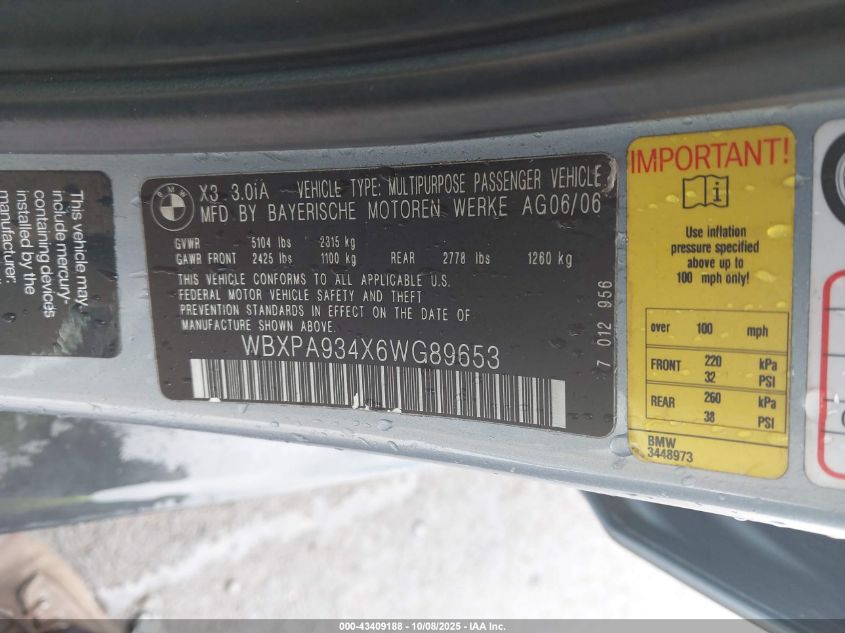 This vehicle may
include mercury-
containing devices
installed by the
manufacturer.
BMW
X3 3.0iA VEHICLE TYPE: MULTIPURPOSE PASSENGER VEHICLE
MFD BY BAYERISCHE MOTOREN WERKE AG06/06
GVWR 5104 lbs 2315 kg
GAWR FRONT 2425 lbs 1100 kg REAR 2778 lbs 1260 kg
THIS VEHICLE CONFORMS TO ALL APPLICABLE U.S.
FEDERAL MOTOR VEHICLE SAFETY AND THEFT
PREVENTION STANDARDS IN EFFECT ON THE DATE OF
MANUFACTURE SHOWN ABOVE.
WBXPA934X6WG89653
7 012 956
IMPORTANT!
i
Use inflation
pressure specified
above up to
100 mph only!
over 100 mph
FRONT 220 kPa
32 PSI
REAR 260 kPa
38 PSI
BMW
3448973
000-43409188 - 10/08/2025 - IAA Inc.